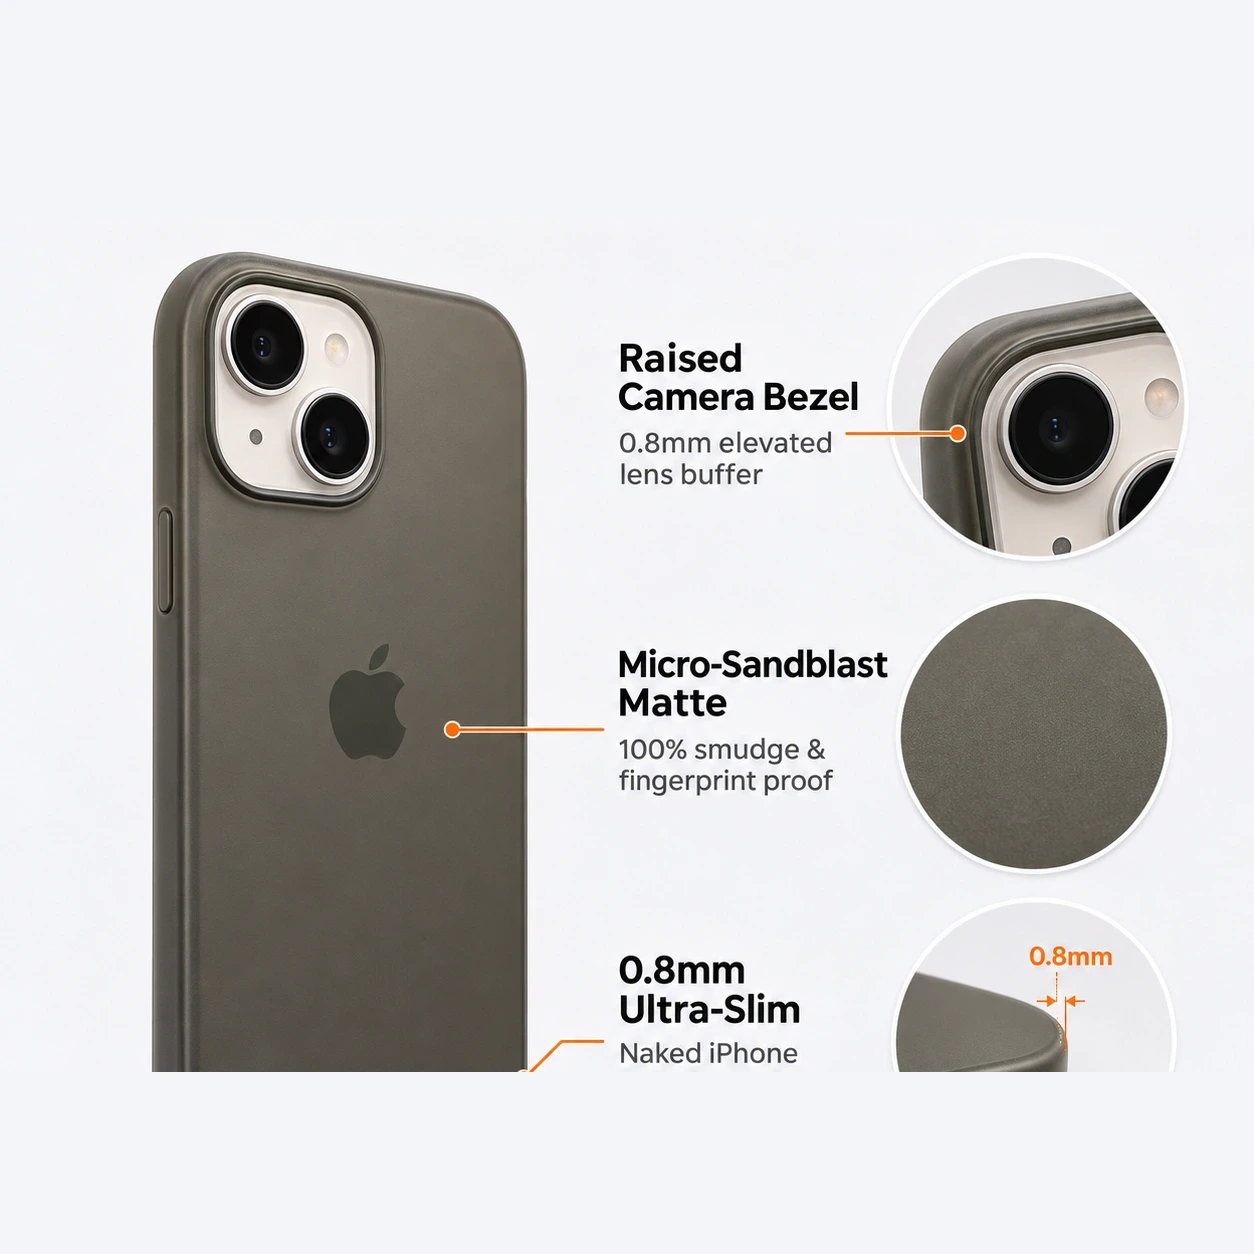 Raised
Camera Bezel
0.8mm elevated
lens buffer
Micro-Sandblast
Matte
100% smudge &
fingerprint proof
0.8mm
0.8mm
Ultra-Slim
Naked iPhone